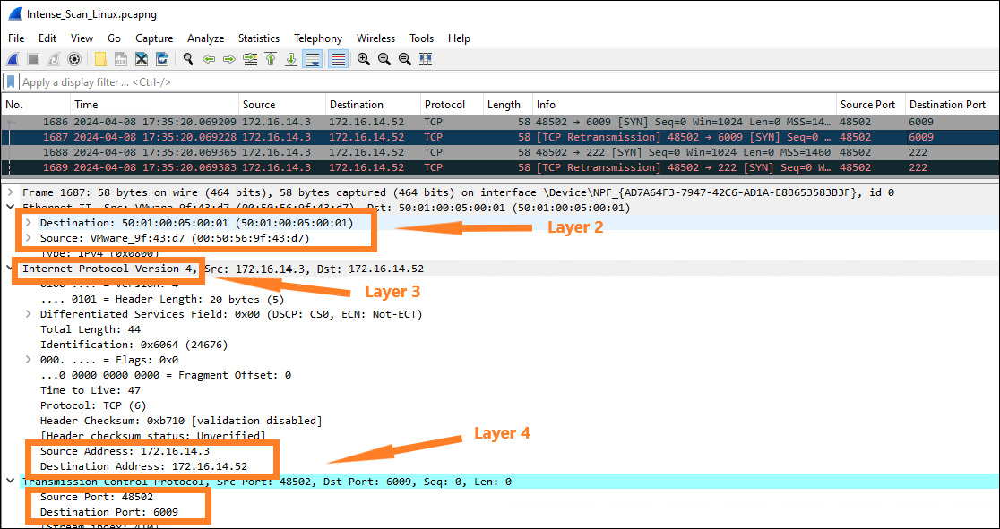 Intense_Scan_Linux.pcapng
File Edit View Go Capture Analyze Statistics Telephony Wireless Tools Help
Apply a display filter ... <Ctrl-/>
No. Time Source Destination Protocol Length Info Source Port Destination Port
1686 2024-04-08 17:35:20.069209 172.16.14.3 172.16.14.52 TCP 58 48502 → 6009 [SYN] Seq=0 Win=1024 Len=0 MSS=14… 48502 6009
1687 2024-04-08 17:35:20.069228 172.16.14.3 172.16.14.52 TCP 58 [TCP Retransmission] 48502 → 6009 [SYN] Seq=0 … 48502 6009
1688 2024-04-08 17:35:20.069365 172.16.14.3 172.16.14.52 TCP 58 48502 → 222 [SYN] Seq=0 Win=1024 Len=0 MSS=1460 48502 222
1689 2024-04-08 17:35:20.069383 172.16.14.3 172.16.14.52 TCP 58 [TCP Retransmission] 48502 → 222 [SYN] Seq=0 W… 48502 222
Frame 1687: 58 bytes on wire (464 bits), 58 bytes captured (464 bits) on interface \Device\NPF_{AD7A64F3-7947-42C6-AD1A-E8B653583B3F}, id 0
Ethernet II, Src: VMware_9f:43:d7 (00:50:56:9f:43:d7), Dst: 50:01:00:05:00:01 (50:01:00:05:00:01)
Destination: 50:01:00:05:00:01 (50:01:00:05:00:01)
Layer 2
Source: VMware_9f:43:d7 (00:50:56:9f:43:d7)
Type: IPv4 (0x0800)
Internet Protocol Version 4, Src: 172.16.14.3, Dst: 172.16.14.52
0100 .... = Version: 4
Layer 3
.... 0101 = Header Length: 20 bytes (5)
Differentiated Services Field: 0x00 (DSCP: CS0, ECN: Not-ECT)
Total Length: 44
Identification: 0x6064 (24676)
000. .... = Flags: 0x0
...0 0000 0000 0000 = Fragment Offset: 0
Time to Live: 47
Protocol: TCP (6)
Header Checksum: 0xb710 [validation disabled]
[Header checksum status: Unverified]
Layer 4
Source Address: 172.16.14.3
Destination Address: 172.16.14.52
Transmission Control Protocol, Src Port: 48502, Dst Port: 6009, Seq: 0, Len: 0
Source Port: 48502
Destination Port: 6009
[Stream index: 410]